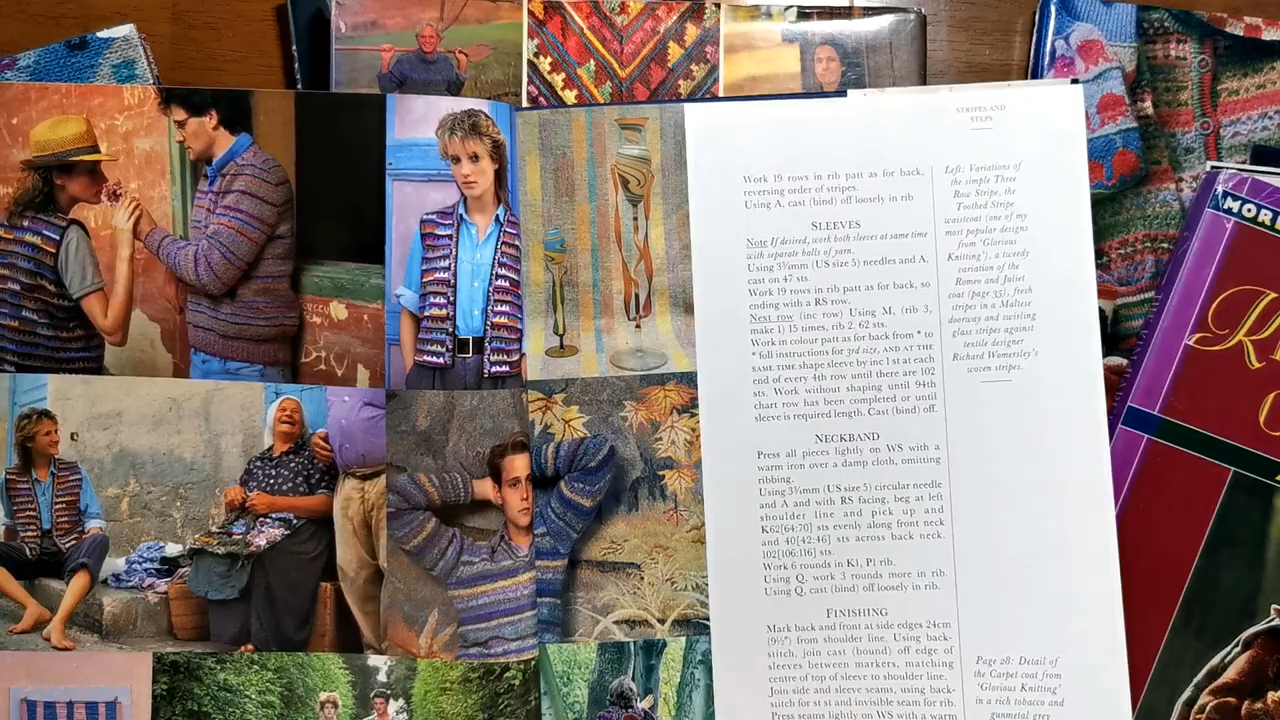 STRIPES AND
STEPS
Work 19 rows in rib patt as for back,
reversing order of stripes.
Using A, cast (bind) off loosely in rib.
SLEEVES
Note If desired, work both sleeves at same time
with separate balls of yarn.
Using 3¾mm (US size 5) needles and A,
cast on 47 sts.
Work 19 rows in rib patt as for back, so
ending with a RS row.
Next row (inc row) Using M, (rib 3,
make 1) 15 times, rib 2. 62 sts.
Work in colour patt as for back from * to
* foll instructions for 3rd size, AND AT THE
SAME TIME shape sleeve by inc 1 st at each
end of every 4th row until there are 102
sts. Work without shaping until 94th
chart row has been completed or until
sleeve is required length. Cast (bind) off.
NECKBAND
Press all pieces lightly on WS with a
warm iron over a damp cloth, omitting
ribbing.
Using 3¾mm (US size 5) circular needle
and A and with RS facing, beg at left
shoulder line and pick up and
K62[64:70] sts evenly along front neck
and 40[42:46] sts across back neck.
102[106:116] sts.
Work 6 rounds in K1, P1 rib.
Using Q, work 3 rounds more in rib.
Using Q, cast (bind) off loosely in rib.
FINISHING
Mark back and front at side edges 24cm
(9½") from shoulder line. Using back-
stitch, join cast (bound) off edge of
sleeves between markers, matching
centre of top of sleeve to shoulder line.
Join side and sleeve seams, using back-
stitch for st st and invisible seam for rib.
Press seams lightly on WS with a warm
Left: Variations of
the simple Three
Row Stripe, the
Toothed Stripe
waistcoat (one of my
most popular designs
from 'Glorious
Knitting'), a tweedy
variation of the
Romeo and Juliet
coat (page 35), fresh
stripes in a Maltese
doorway and swirling
glass stripes against
textile designer
Richard Womersley's
woven stripes.
Page 28: Detail of
the Carpet coat from
'Glorious Knitting'
in a rich tobacco and
gunmetal grey
MOR